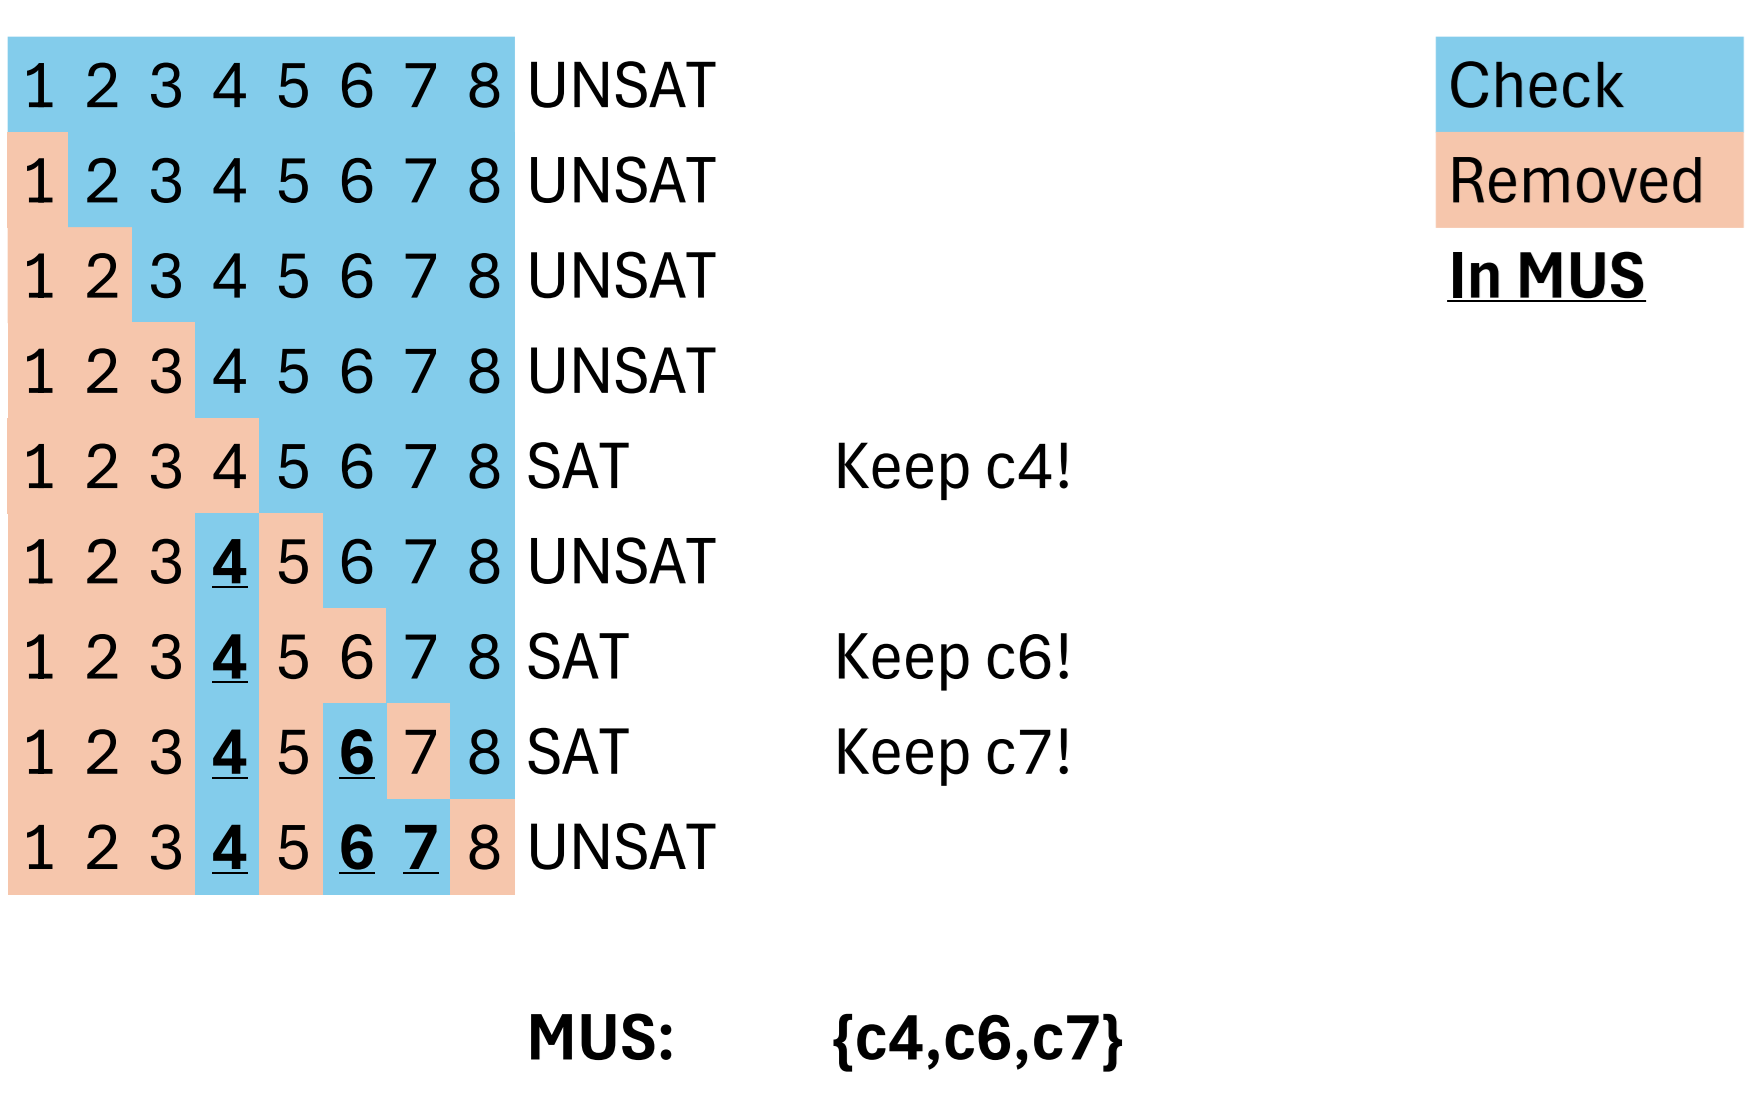 1 2 3 4 5 6 7 8 UNSAT Check
1 2 3 4 5 6 7 8 UNSAT Removed
1 2 3 4 5 6 7 8 UNSAT In MUS
1 2 3 4 5 6 7 8 UNSAT
1 2 3 4 5 6 7 8 SAT Keep c4!
1 2 3 4 5 6 7 8 UNSAT
1 2 3 4 5 6 7 8 SAT Keep c6!
1 2 3 4 5 6 7 8 SAT Keep c7!
1 2 3 4 5 6 7 8 UNSAT
MUS: {c4,c6,c7}